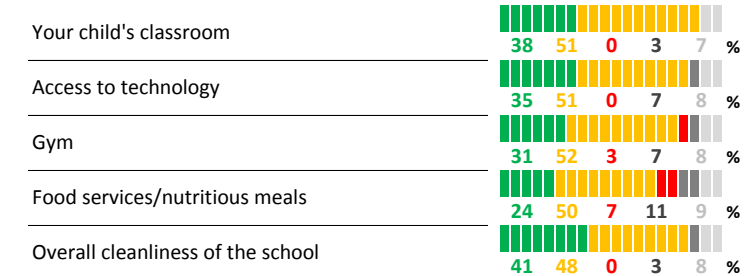 Your child's classroom
38 51 0 3 7 %
Access to technology
35 51 0 7 8 %
Gym
31 52 3 7 8 %
Food services/nutritious meals
24 50 7 11 9 %
Overall cleanliness of the school
41 48 0 3 8 %